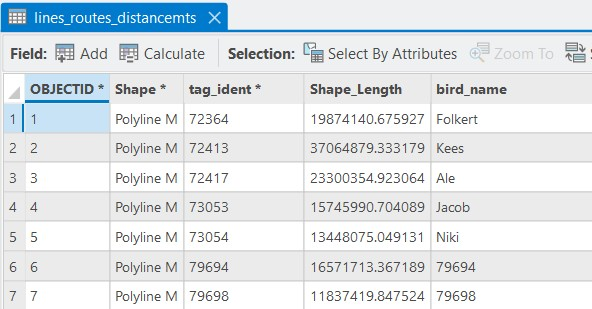 lines_routes_distancemts
Field: Add Calculate Selection: Select By Attributes Zoom To
OBJECTID * Shape * tag_ident * Shape_Length bird_name
1 1 Polyline M 72364 19874140.675927 Folkert
2 2 Polyline M 72413 37064879.333179 Kees
3 3 Polyline M 72417 23300354.923064 Ale
4 4 Polyline M 73053 15745990.704089 Jacob
5 5 Polyline M 73054 13448075.049131 Niki
6 6 Polyline M 79694 16571713.367189 79694
7 7 Polyline M 79698 11837419.847524 79698